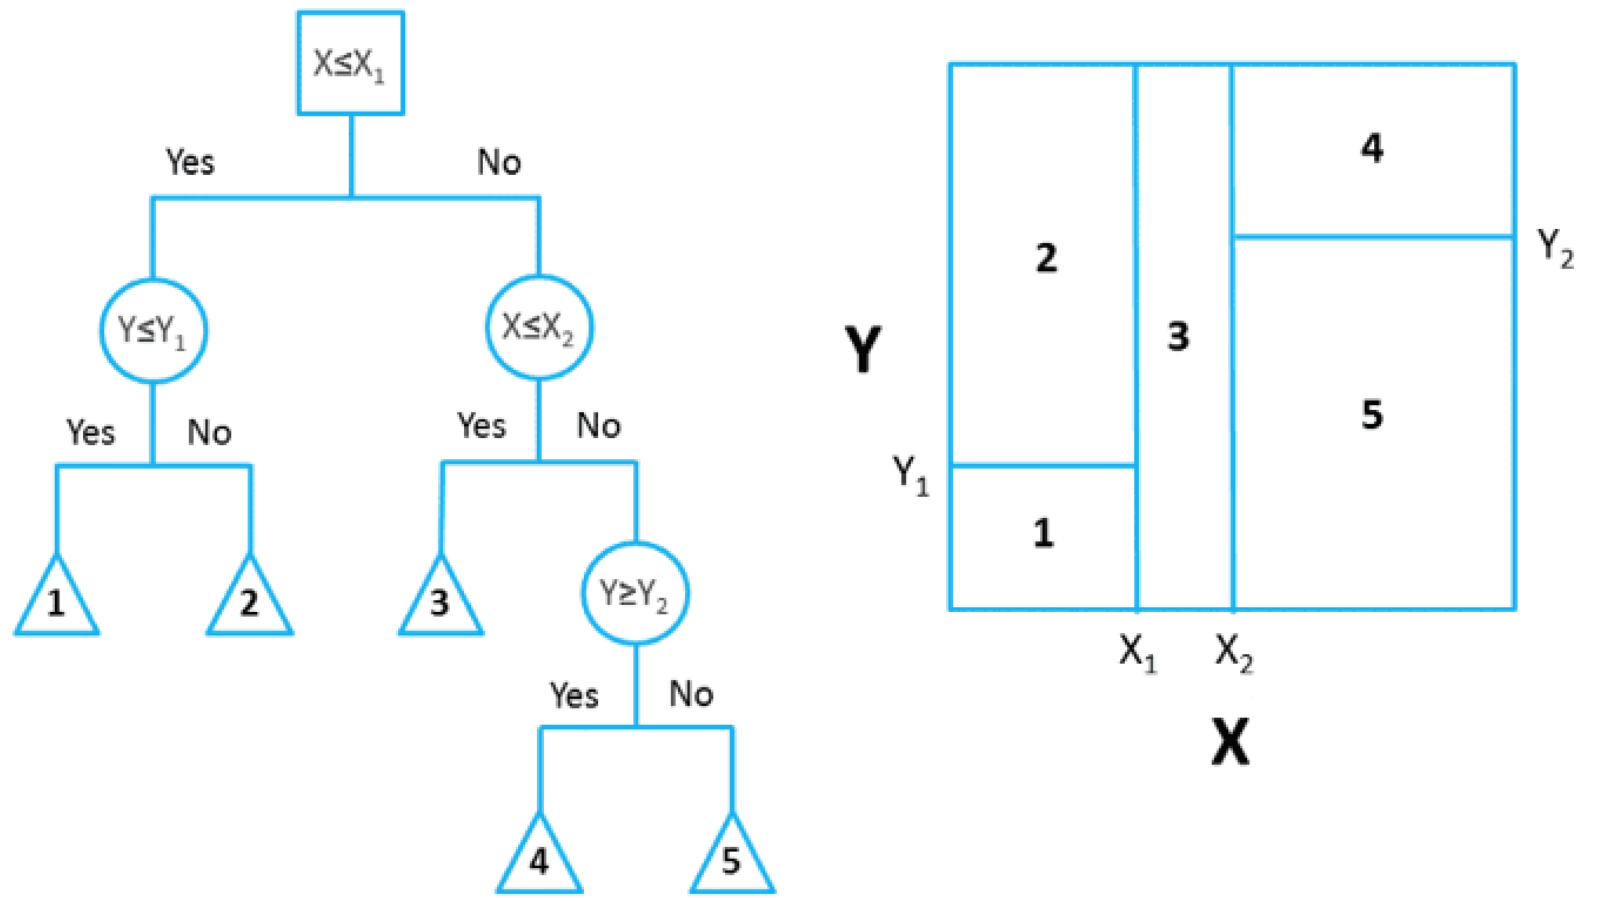 X≤X₁
Yes No
Y≤Y₁ X≤X₂
Yes No Yes No
1 2 3
Y≥Y₂
Yes No
4 5
4
2
Y₂
3
Y
5
Y₁
1
X₁ X₂
X